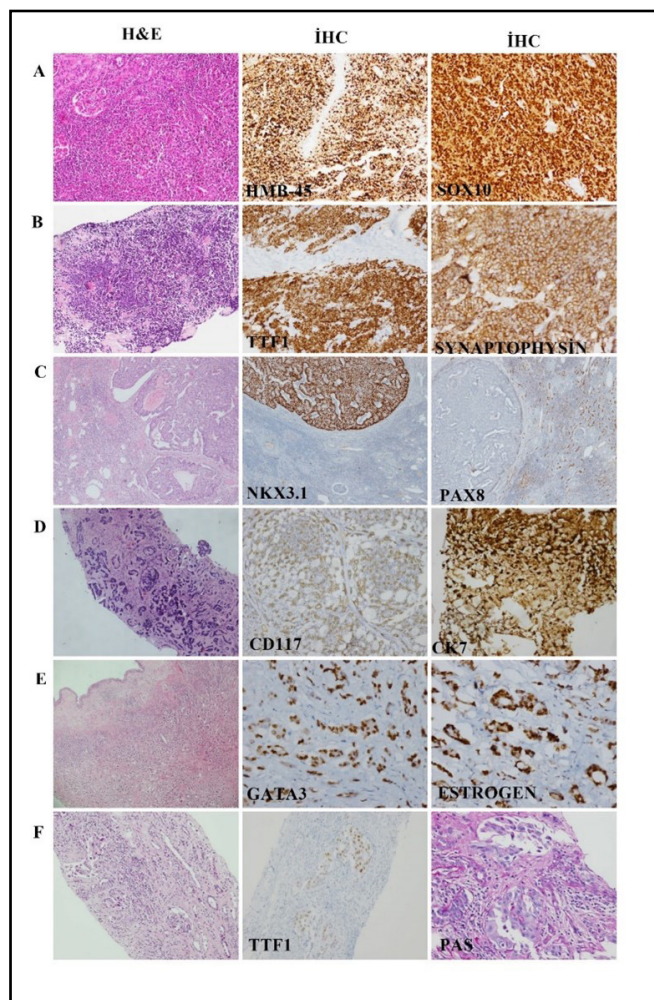 H&E İHC İHC
A HMB-45 SOX10
B TTF1 SYNAPTOPHYSİN
C NKX3.1 PAX8
D CD117 CK7
E GATA3 ESTROGEN
F TTF1 PAS